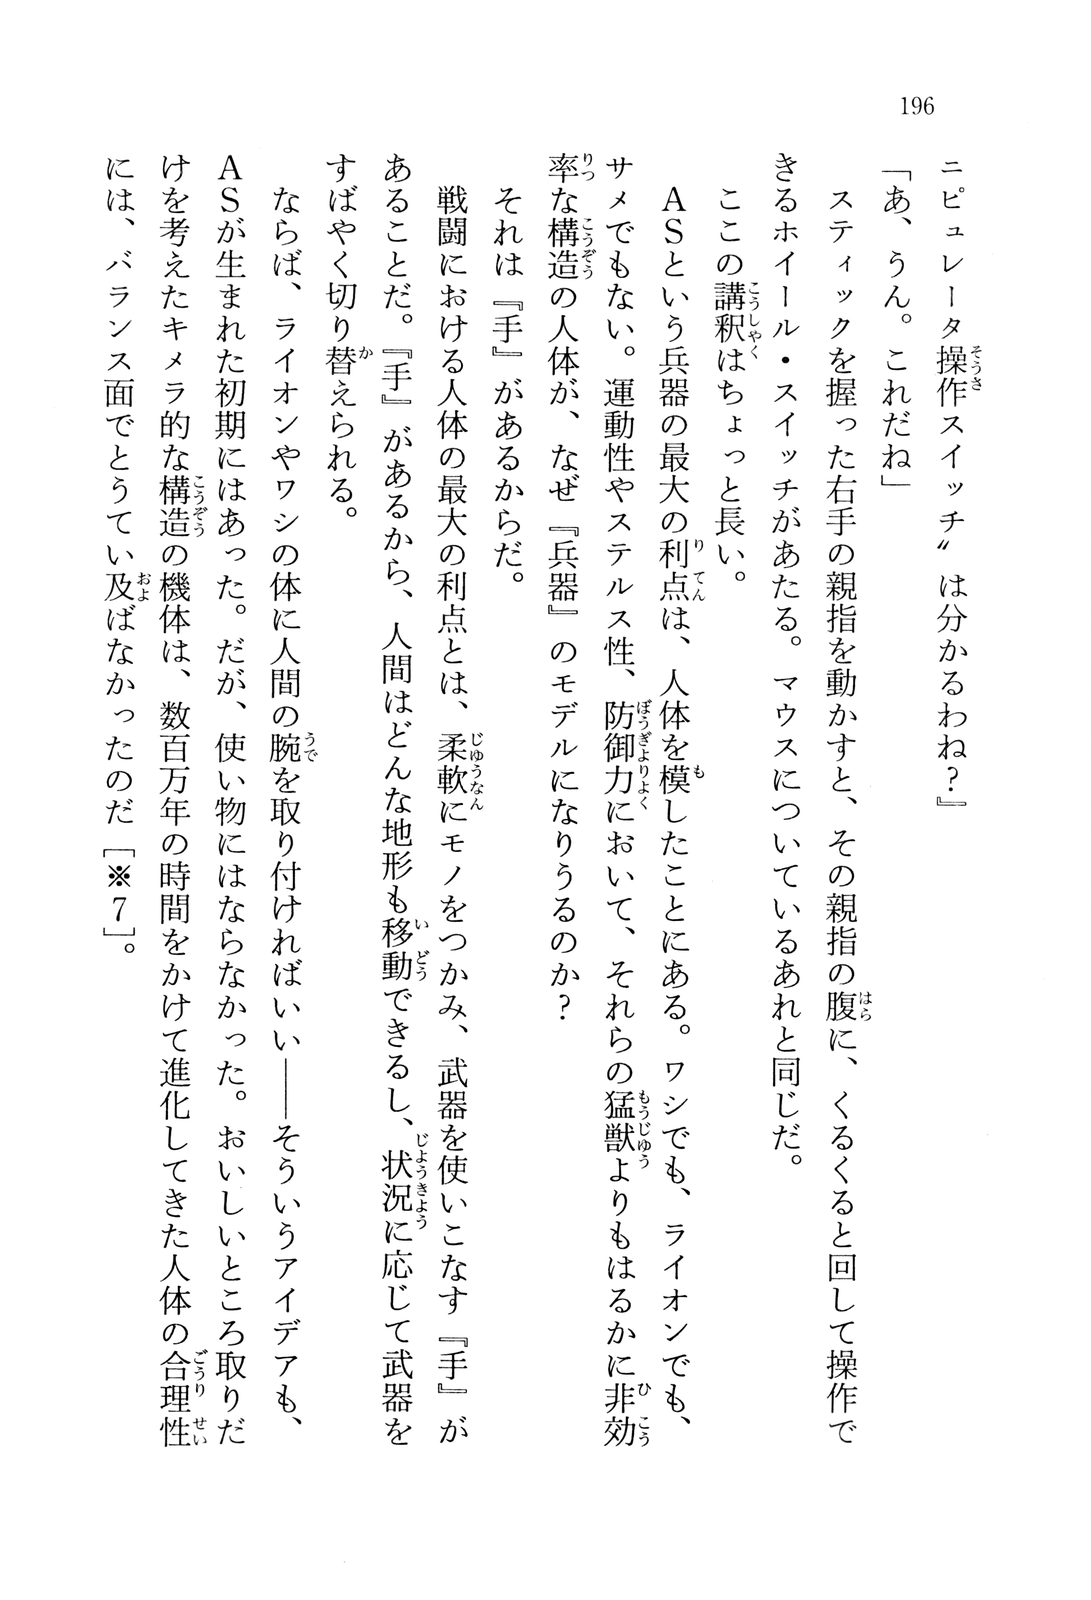 196
ニピュレータ操作スイッチ〟は分かるわね？』
「あ、うん。これだね」
スティックを握った右手の親指を動かすと、その親指の腹に、くるくると回して操作で
きるホイール・スイッチがあたる。マウスについているあれと同じだ。
ここの講釈はちょっと長い。
ＡＳという兵器の最大の利点は、人体を模したことにある。ワシでも、ライオンでも、
サメでもない。運動性やステルス性、防御力において、それらの猛獣よりもはるかに非効
率な構造の人体が、なぜ『兵器』のモデルになりうるのか？
それは『手』があるからだ。
戦闘における人体の最大の利点とは、柔軟にモノをつかみ、武器を使いこなす『手』が
あることだ。『手』があるから、人間はどんな地形も移動できるし、状況に応じて武器を
すばやく切り替えられる。
ならば、ライオンやワシの体に人間の腕を取り付ければいい――そういうアイデアも、
ＡＳが生まれた初期にはあった。だが、使い物にはならなかった。おいしいところ取りだ
けを考えたキメラ的な構造の機体は、数百万年の時間をかけて進化してきた人体の合理性
には、バランス面でとうてい及ばなかったのだ［※７］。